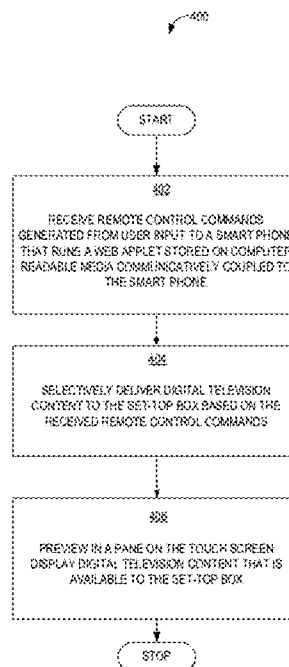 400
START
402
RECEIVE REMOTE CONTROL COMMANDS
GENERATED FROM USER INPUT TO A SMART PHONE
THAT RUNS A WEB APPLET STORED ON COMPUTER
READABLE MEDIA COMMUNICATIVELY COUPLED TO
THE SMART PHONE
404
SELECTIVELY DELIVER DIGITAL TELEVISION
CONTENT TO THE SET-TOP BOX BASED ON THE
RECEIVED REMOTE CONTROL COMMANDS
406
PREVIEW IN A PANE ON THE TOUCH SCREEN
DISPLAY DIGITAL TELEVISION CONTENT THAT IS
AVAILABLE TO THE SET-TOP BOX
STOP